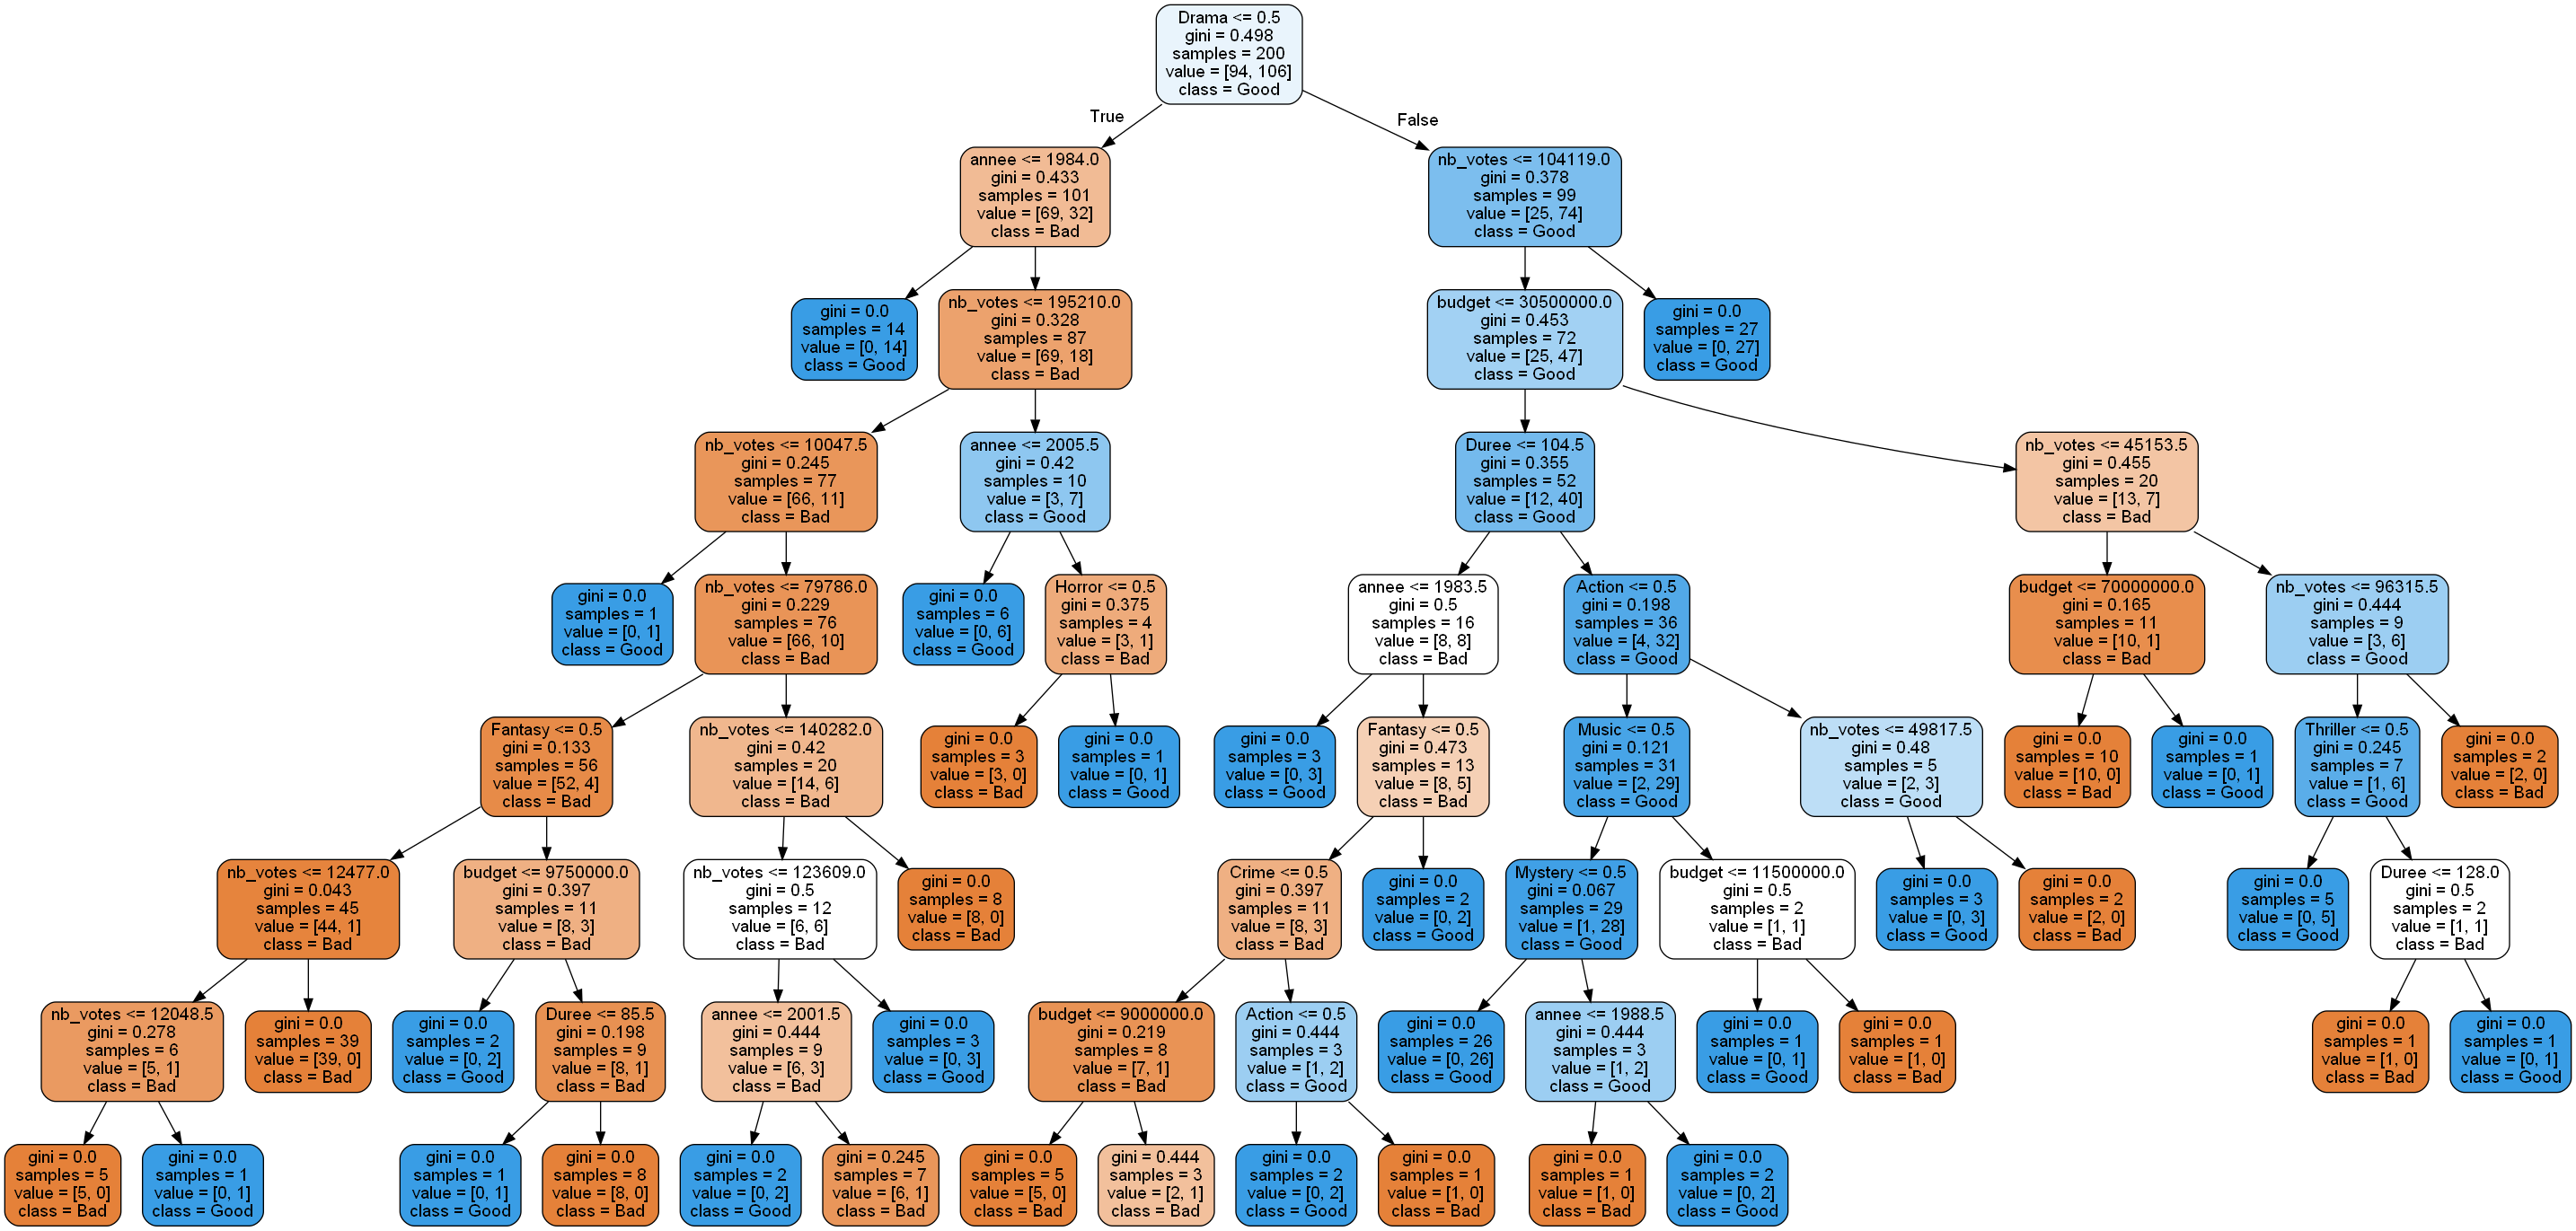 Drama <= 0.5
gini = 0.498
samples = 200
value = [94, 106]
class = Good
True
False
annee <= 1984.0
gini = 0.433
samples = 101
value = [69, 32]
class = Bad
nb_votes <= 104119.0
gini = 0.378
samples = 99
value = [25, 74]
class = Good
gini = 0.0
samples = 14
value = [0, 14]
class = Good
nb_votes <= 195210.0
gini = 0.328
samples = 87
value = [69, 18]
class = Bad
budget <= 30500000.0
gini = 0.453
samples = 72
value = [25, 47]
class = Good
gini = 0.0
samples = 27
value = [0, 27]
class = Good
nb_votes <= 10047.5
gini = 0.245
samples = 77
value = [66, 11]
class = Bad
annee <= 2005.5
gini = 0.42
samples = 10
value = [3, 7]
class = Good
Duree <= 104.5
gini = 0.355
samples = 52
value = [12, 40]
class = Good
nb_votes <= 45153.5
gini = 0.455
samples = 20
value = [13, 7]
class = Bad
gini = 0.0
samples = 1
value = [0, 1]
class = Good
nb_votes <= 79786.0
gini = 0.229
samples = 76
value = [66, 10]
class = Bad
gini = 0.0
samples = 6
value = [0, 6]
class = Good
Horror <= 0.5
gini = 0.375
samples = 4
value = [3, 1]
class = Bad
annee <= 1983.5
gini = 0.5
samples = 16
value = [8, 8]
class = Bad
Action <= 0.5
gini = 0.198
samples = 36
value = [4, 32]
class = Good
budget <= 70000000.0
gini = 0.165
samples = 11
value = [10, 1]
class = Bad
nb_votes <= 96315.5
gini = 0.444
samples = 9
value = [3, 6]
class = Good
Fantasy <= 0.5
gini = 0.133
samples = 56
value = [52, 4]
class = Bad
nb_votes <= 140282.0
gini = 0.42
samples = 20
value = [14, 6]
class = Bad
gini = 0.0
samples = 3
value = [3, 0]
class = Bad
gini = 0.0
samples = 1
value = [0, 1]
class = Good
gini = 0.0
samples = 3
value = [0, 3]
class = Good
Fantasy <= 0.5
gini = 0.473
samples = 13
value = [8, 5]
class = Bad
Music <= 0.5
gini = 0.121
samples = 31
value = [2, 29]
class = Good
nb_votes <= 49817.5
gini = 0.48
samples = 5
value = [2, 3]
class = Good
gini = 0.0
samples = 10
value = [10, 0]
class = Bad
gini = 0.0
samples = 1
value = [0, 1]
class = Good
Thriller <= 0.5
gini = 0.245
samples = 7
value = [1, 6]
class = Good
gini = 0.0
samples = 2
value = [2, 0]
class = Bad
nb_votes <= 12477.0
gini = 0.043
samples = 45
value = [44, 1]
class = Bad
budget <= 9750000.0
gini = 0.397
samples = 11
value = [8, 3]
class = Bad
nb_votes <= 123609.0
gini = 0.5
samples = 12
value = [6, 6]
class = Bad
gini = 0.0
samples = 8
value = [8, 0]
class = Bad
Crime <= 0.5
gini = 0.397
samples = 11
value = [8, 3]
class = Bad
gini = 0.0
samples = 2
value = [0, 2]
class = Good
Mystery <= 0.5
gini = 0.067
samples = 29
value = [1, 28]
class = Good
budget <= 11500000.0
gini = 0.5
samples = 2
value = [1, 1]
class = Bad
gini = 0.0
samples = 3
value = [0, 3]
class = Good
gini = 0.0
samples = 2
value = [2, 0]
class = Bad
gini = 0.0
samples = 5
value = [0, 5]
class = Good
Duree <= 128.0
gini = 0.5
samples = 2
value = [1, 1]
class = Bad
nb_votes <= 12048.5
gini = 0.278
samples = 6
value = [5, 1]
class = Bad
gini = 0.0
samples = 39
value = [39, 0]
class = Bad
gini = 0.0
samples = 2
value = [0, 2]
class = Good
Duree <= 85.5
gini = 0.198
samples = 9
value = [8, 1]
class = Bad
annee <= 2001.5
gini = 0.444
samples = 9
value = [6, 3]
class = Bad
gini = 0.0
samples = 3
value = [0, 3]
class = Good
budget <= 9000000.0
gini = 0.219
samples = 8
value = [7, 1]
class = Bad
Action <= 0.5
gini = 0.444
samples = 3
value = [1, 2]
class = Good
gini = 0.0
samples = 26
value = [0, 26]
class = Good
annee <= 1988.5
gini = 0.444
samples = 3
value = [1, 2]
class = Good
gini = 0.0
samples = 1
value = [0, 1]
class = Good
gini = 0.0
samples = 1
value = [1, 0]
class = Bad
gini = 0.0
samples = 1
value = [1, 0]
class = Bad
gini = 0.0
samples = 1
value = [0, 1]
class = Good
gini = 0.0
samples = 5
value = [5, 0]
class = Bad
gini = 0.0
samples = 1
value = [0, 1]
class = Good
gini = 0.0
samples = 1
value = [0, 1]
class = Good
gini = 0.0
samples = 8
value = [8, 0]
class = Bad
gini = 0.0
samples = 2
value = [0, 2]
class = Good
gini = 0.245
samples = 7
value = [6, 1]
class = Bad
gini = 0.0
samples = 5
value = [5, 0]
class = Bad
gini = 0.444
samples = 3
value = [2, 1]
class = Bad
gini = 0.0
samples = 2
value = [0, 2]
class = Good
gini = 0.0
samples = 1
value = [1, 0]
class = Bad
gini = 0.0
samples = 1
value = [1, 0]
class = Bad
gini = 0.0
samples = 2
value = [0, 2]
class = Good